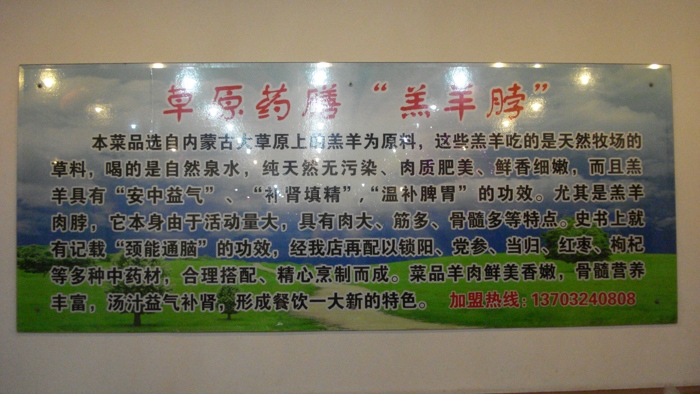 草原药膳“羔羊脖”
本菜品选自内蒙古大草原上的羔羊为原料，这些羔羊吃的是天然牧场的
草料，喝的是自然泉水，纯天然无污染、肉质肥美、鲜香细嫩，而且羔
羊具有“安中益气”、“补肾填精”，“温补脾胃”的功效。尤其是羔羊
肉脖，它本身由于活动量大，具有肉大、筋多、骨髓多等特点。史书上就
有记载“颈能通脑”的功效，经我店再配以锁阳、党参、当归、红枣、枸杞
等多种中药材，合理搭配、精心烹制而成。菜品羊肉鲜美香嫩，骨髓营养
丰富，汤汁益气补肾，形成餐饮一大新的特色。 加盟热线：13703240808